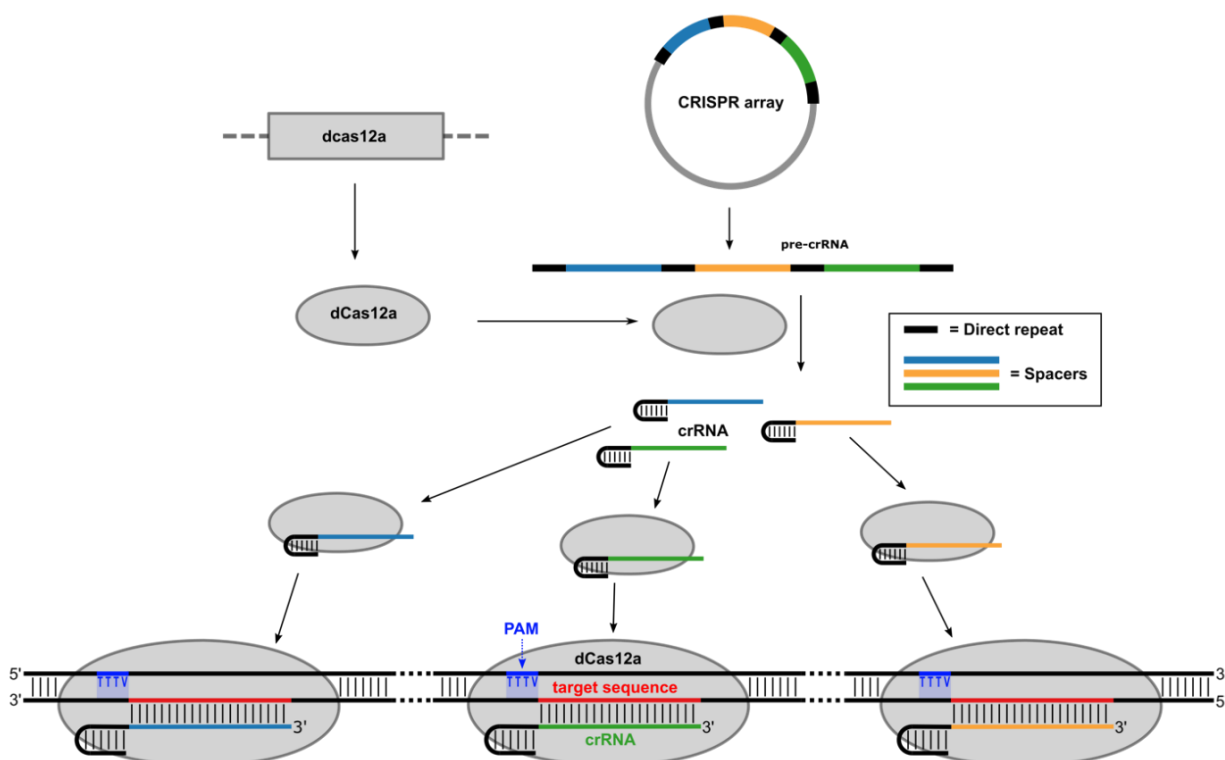 CRISPR array
dcas12a
pre-crRNA
dCas12a
= Direct repeat
= Spacers
crRNA
PAM
dCas12a
5'
TTTV
TTTV
TTTV
3
target sequence
3'
5
3'
3'
3'
crRNA